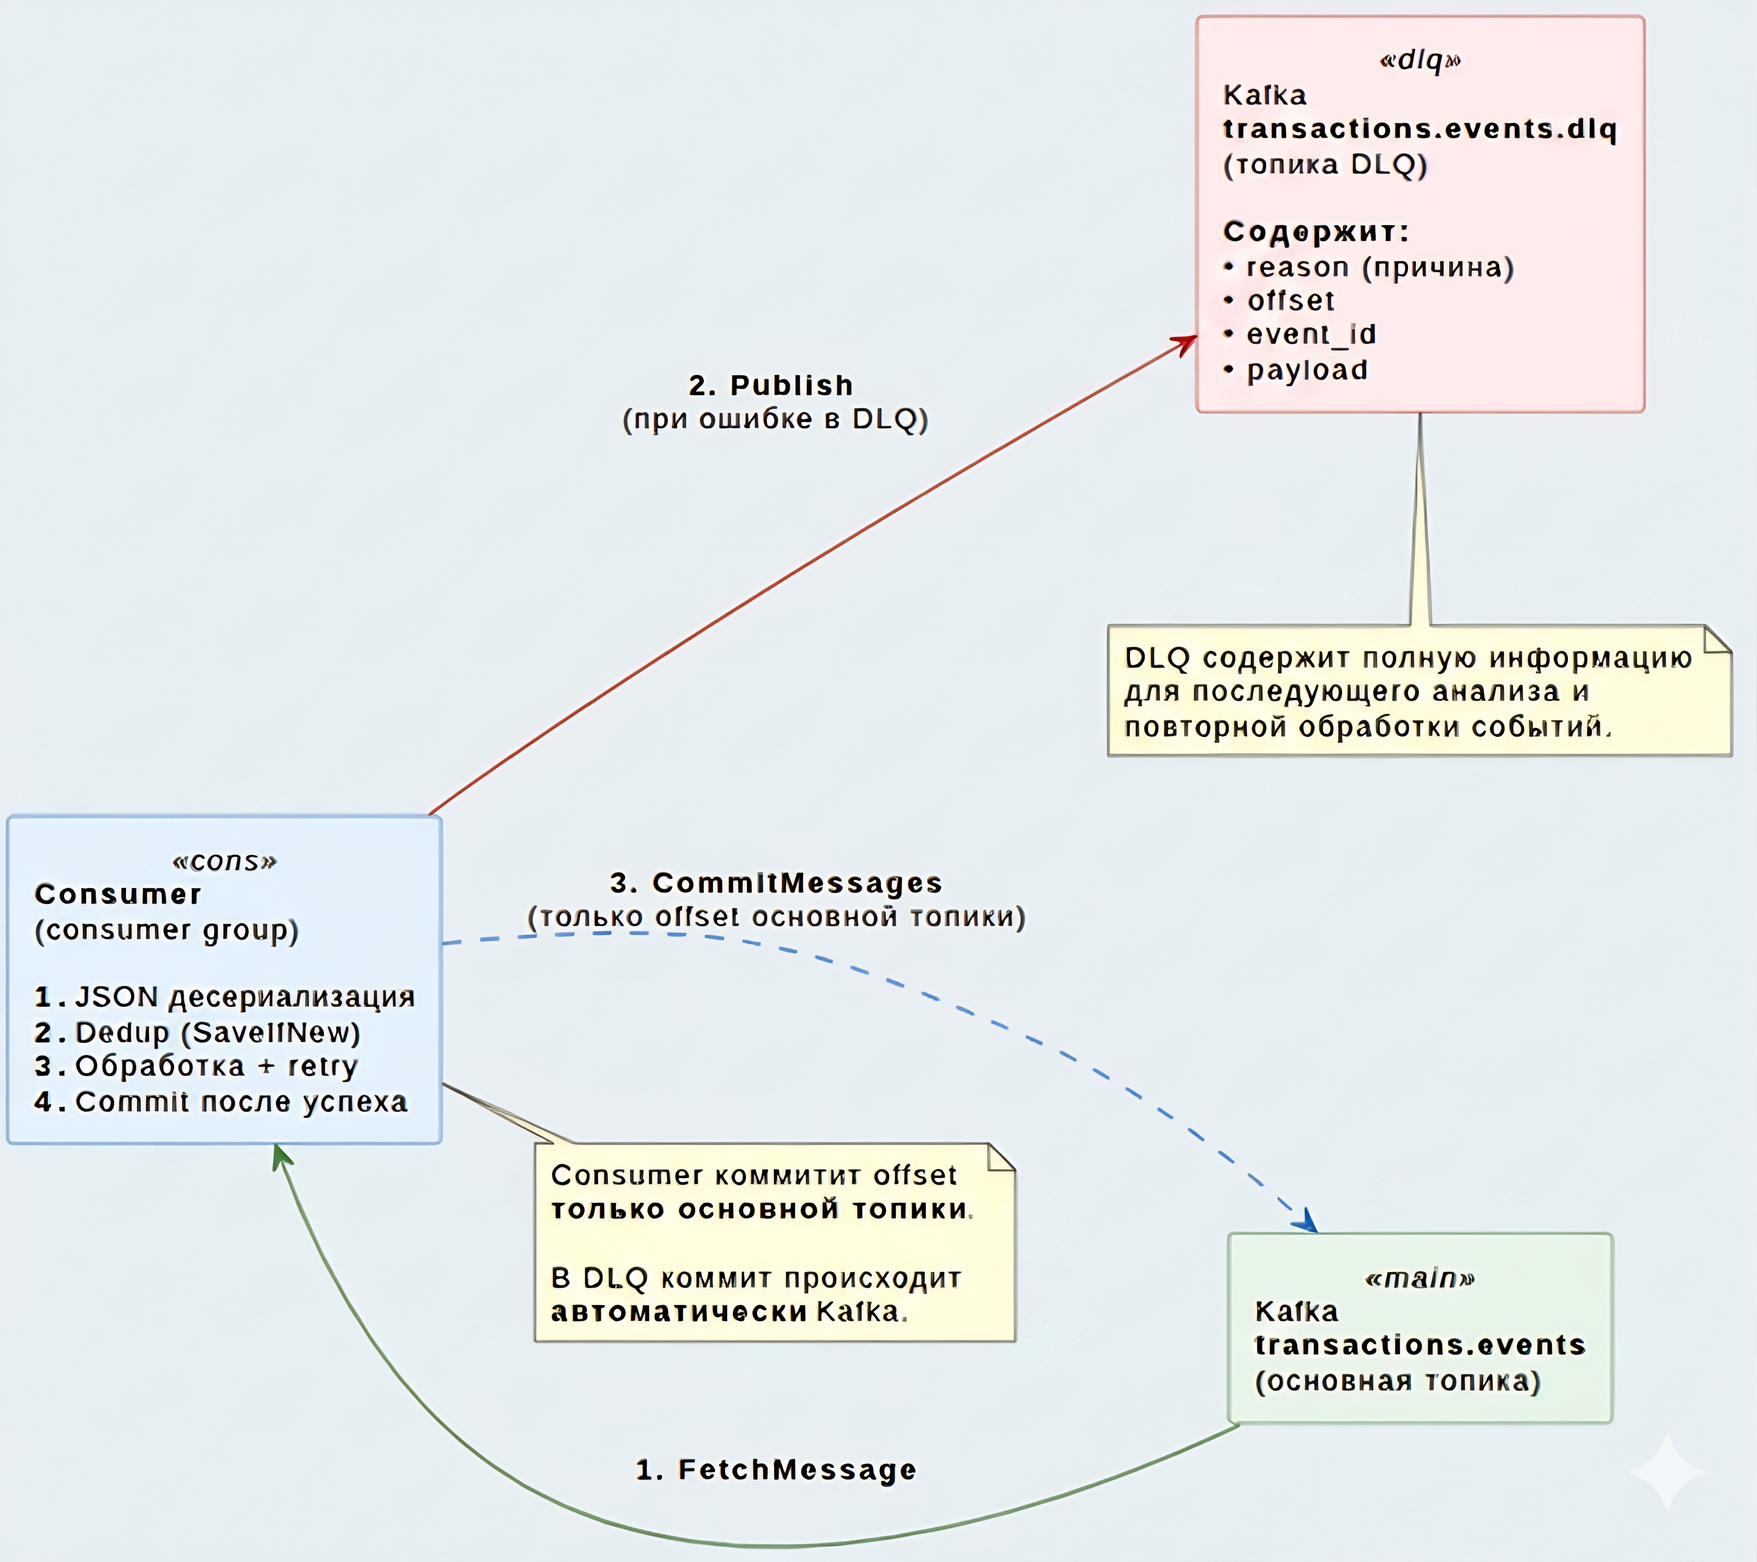 «dlq»
Kafka
transactions.events.dlq
(топика DLQ)
Содержит:
• reason (причина)
• offset
• event_id
• payload
2. Publish
(при ошибке в DLQ)
DLQ содержит полную информацию
для последующего анализа и
повторной обработки событий.
«cons»
Consumer
(consumer group)
1. JSON десериализация
2. Dedup (SaveIfNew)
3. Обработка + retry
4. Commit после успеха
3. CommitMessages
(только offset основной топики)
Consumer коммитит offset
только основной топики.
В DLQ коммит происходит
автоматически Kafka.
«main»
Kafka
transactions.events
(основная топика)
1. FetchMessage